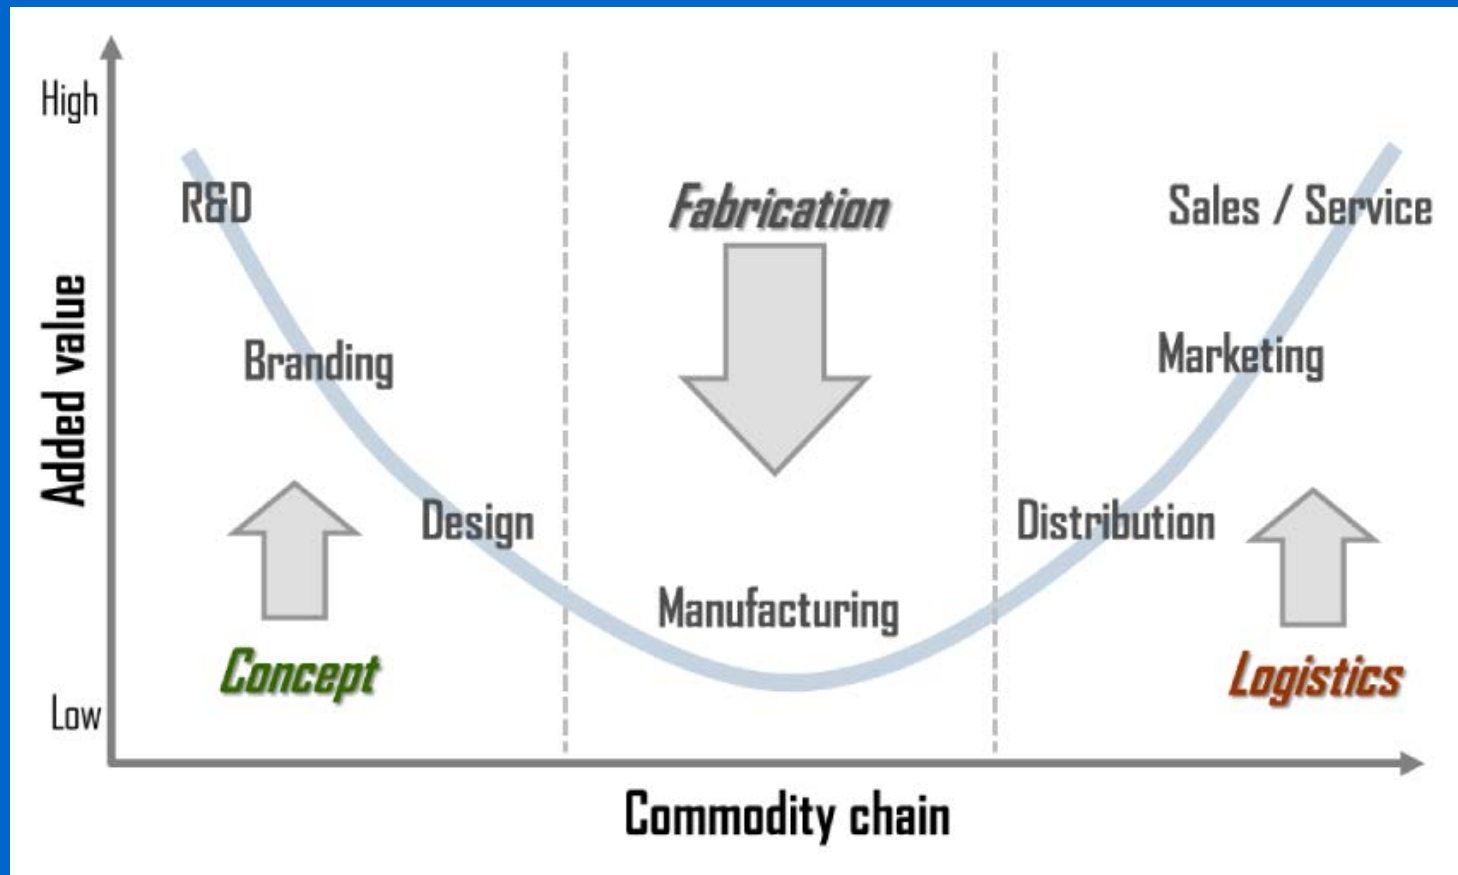 High
R&D
Fabrication
Sales / Service
Branding
Marketing
Added value
Design
Distribution
Manufacturing
Concept
Logistics
Low
Commodity chain